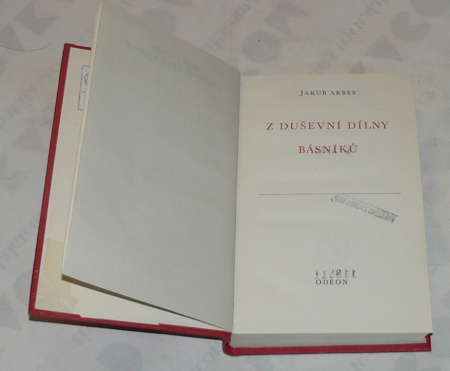 JAKUB ARBES
Z DUŠEVNÍ DÍLNY
BÁSNÍKŮ
ODEON